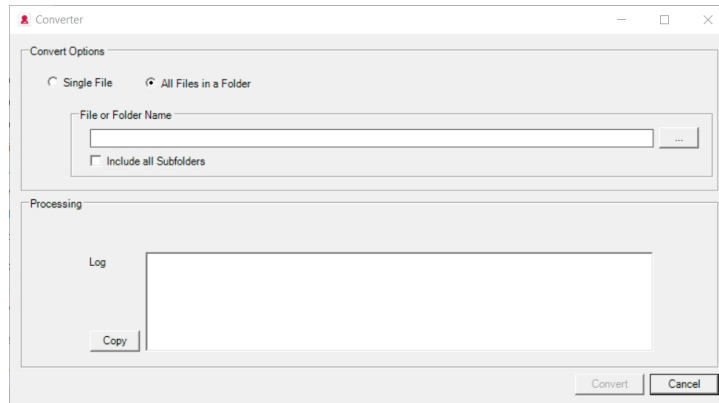 Converter
Convert Options
Single File All Files in a Folder
File or Folder Name
...
Include all Subfolders
Processing
Log
Copy
Convert Cancel